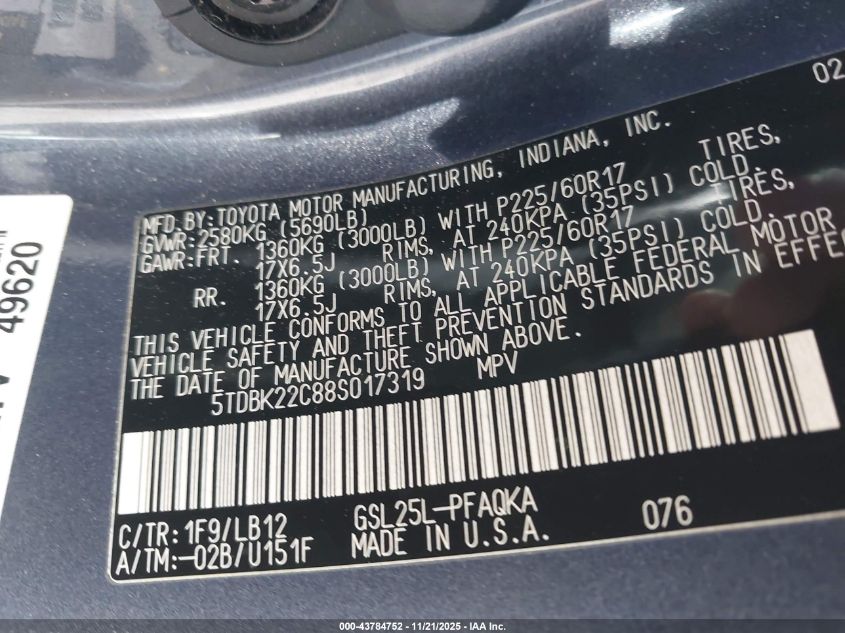 02
MFD.BY:TOYOTA MOTOR MANUFACTURING, INDIANA, INC.
GVWR:2580KG (5690LB)
GAWR:FRT. 1360KG (3000LB) WITH P225/60R17 TIRES,
17X6.5J RIMS, AT 240KPA (35PSI) COLD.
RR. 1360KG (3000LB) WITH P225/60R17 TIRES,
17X6.5J RIMS, AT 240KPA (35PSI) COLD.
THIS VEHICLE CONFORMS TO ALL APPLICABLE FEDERAL MOTOR
VEHICLE SAFETY AND THEFT PREVENTION STANDARDS IN EFFE
THE DATE OF MANUFACTURE SHOWN ABOVE.
5TDBK22C88S017319 MPV
C/TR:1F9/LB12 GSL25L-PFAQKA 076
A/TM:-02B/U151F MADE IN U.S.A.
49620
000-43784752 — 11/21/2025 — IAA Inc.